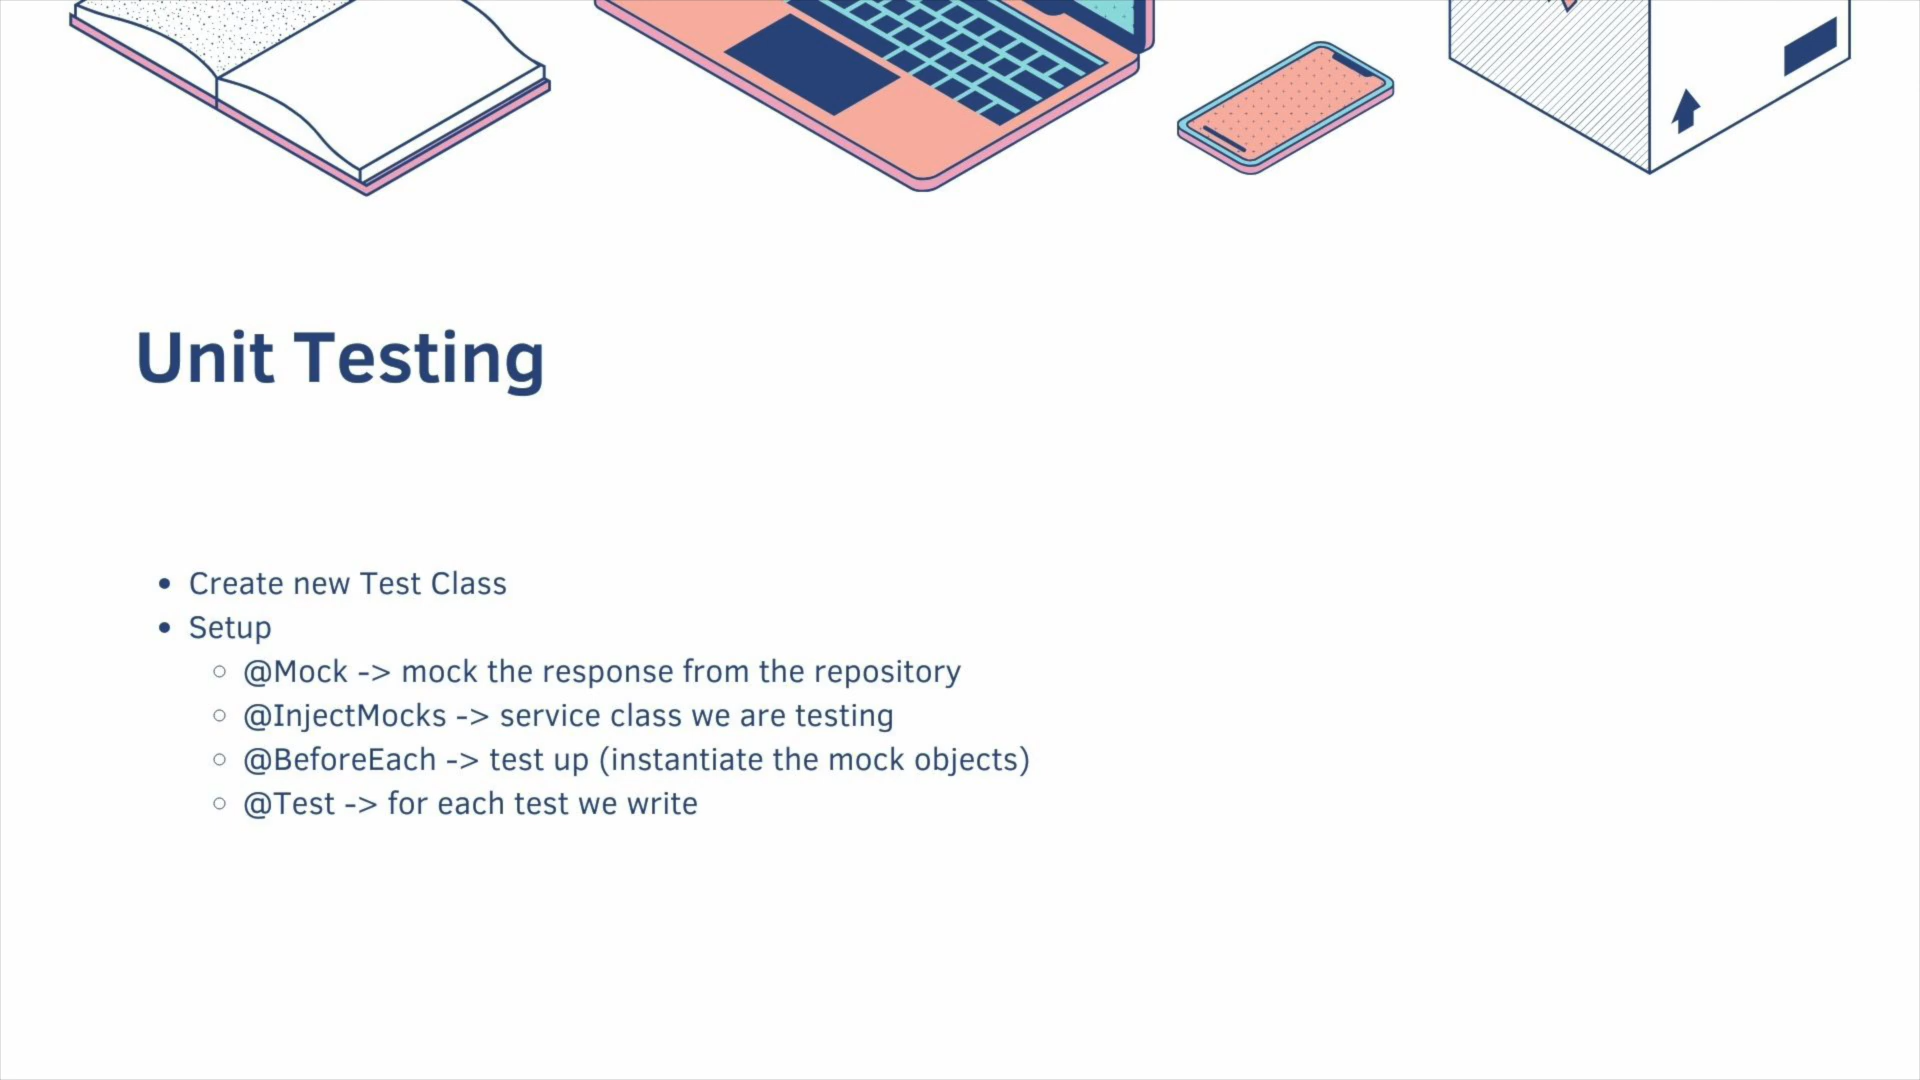 Unit Testing
• Create new Test Class
• Setup
○ @Mock -> mock the response from the repository
○ @InjectMocks -> service class we are testing
○ @BeforeEach -> test up (instantiate the mock objects)
○ @Test -> for each test we write